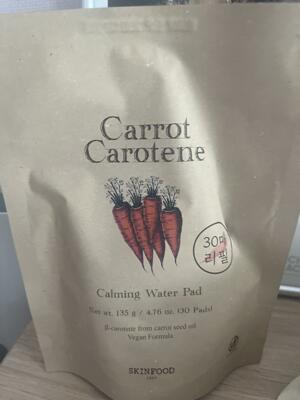 Carrot
Carotene
30매
리필
Calming Water Pad
Net wt. 135 g / 4.76 oz. (30 Pads)
β-carotene from carrot seed oil
Vegan Formula
SKINFOOD